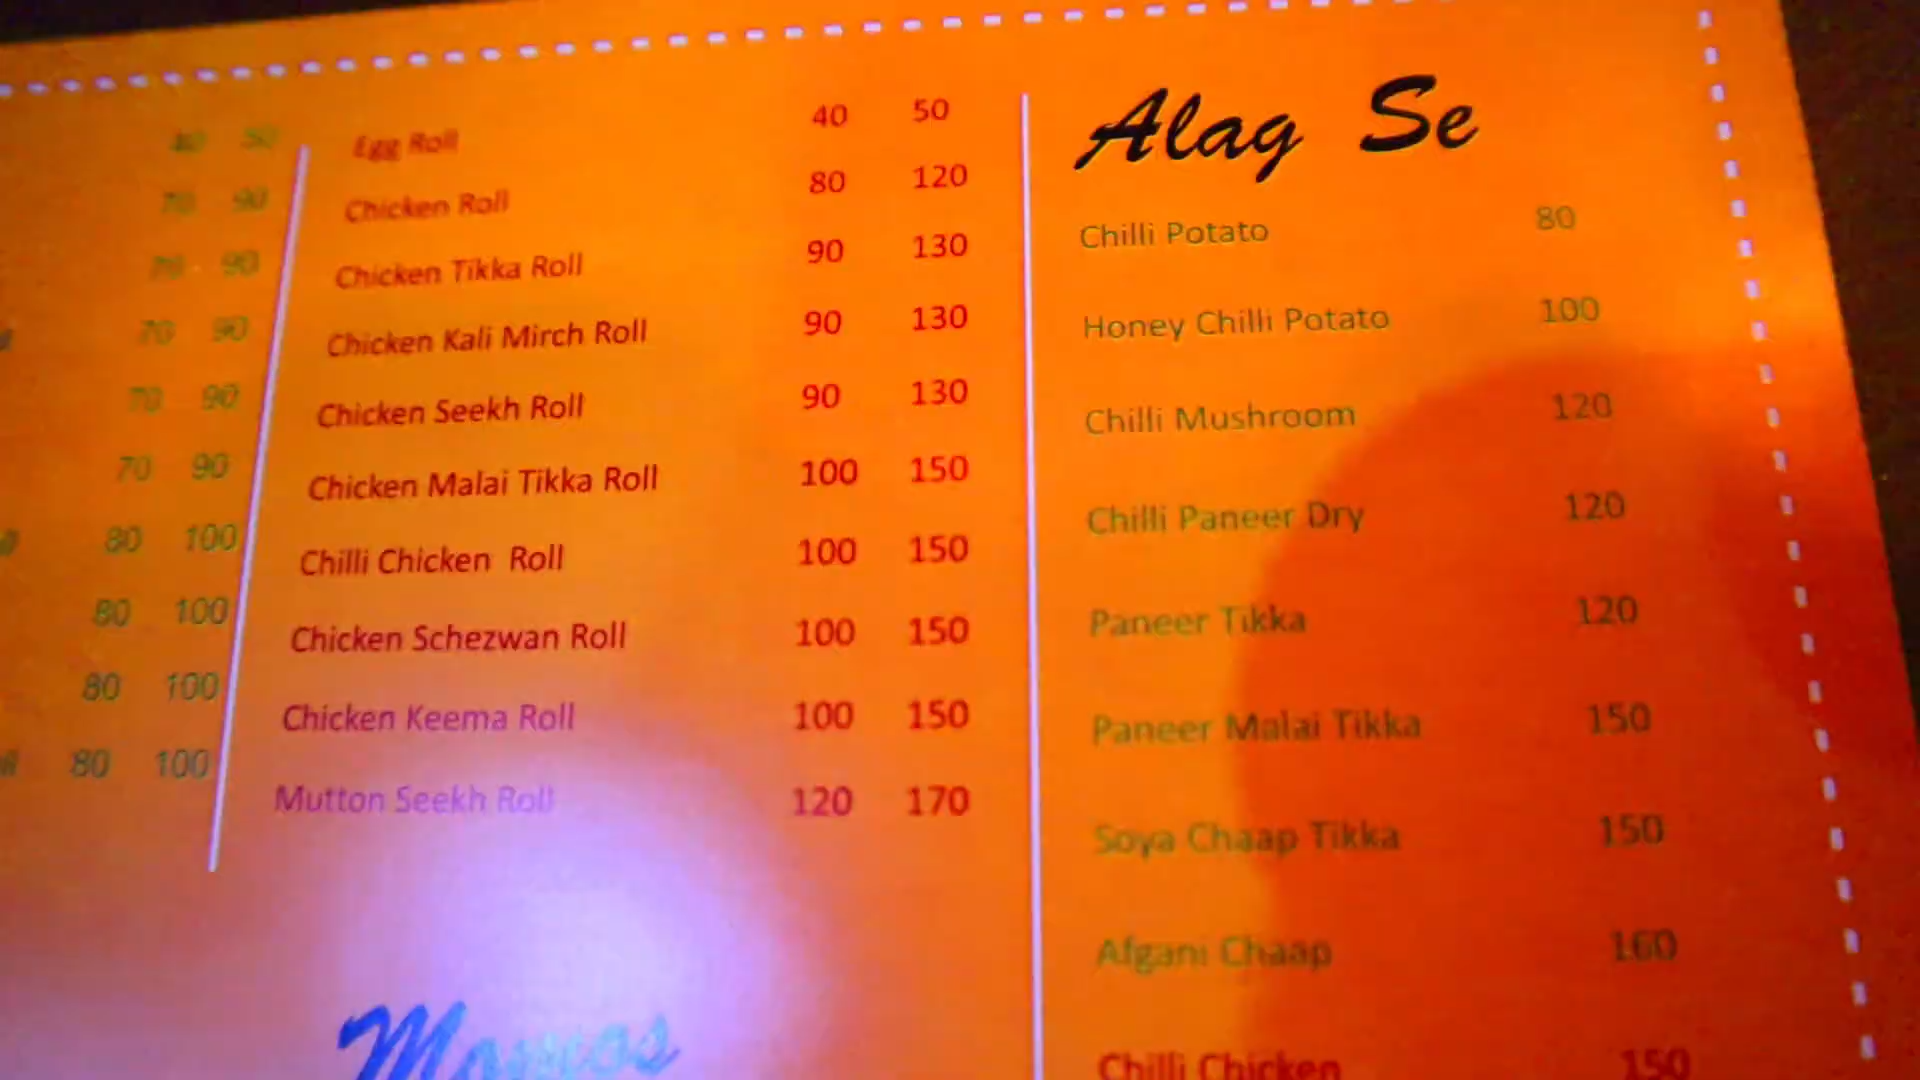 40 50
70 90
70 90
70 90
70 90
70 90
80 100
80 100
80 100
80 100
Egg Roll 40 50
Chicken Roll 80 120
Chicken Tikka Roll 90 130
Chicken Kali Mirch Roll 90 130
Chicken Seekh Roll 90 130
Chicken Malai Tikka Roll 100 150
Chilli Chicken Roll 100 150
Chicken Schezwan Roll 100 150
Chicken Keema Roll 100 150
Mutton Seekh Roll 120 170
Momos
Alag Se
Chilli Potato 80
Honey Chilli Potato 100
Chilli Mushroom 120
Chilli Paneer Dry 120
Paneer Tikka 120
Paneer Malai Tikka 150
Soya Chaap Tikka 150
Afgani Chaap 160
Chilli Chicken 150